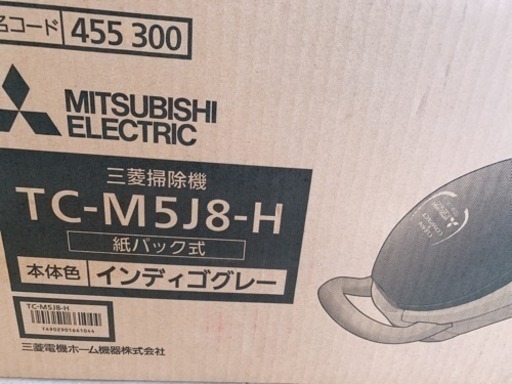 名コード 455 300
MITSUBISHI
ELECTRIC
三菱掃除機
TC-M5J8-H
紙パック式
本体色 インディゴグレー
TC-M5J8-H
三菱電機ホーム機器株式会社